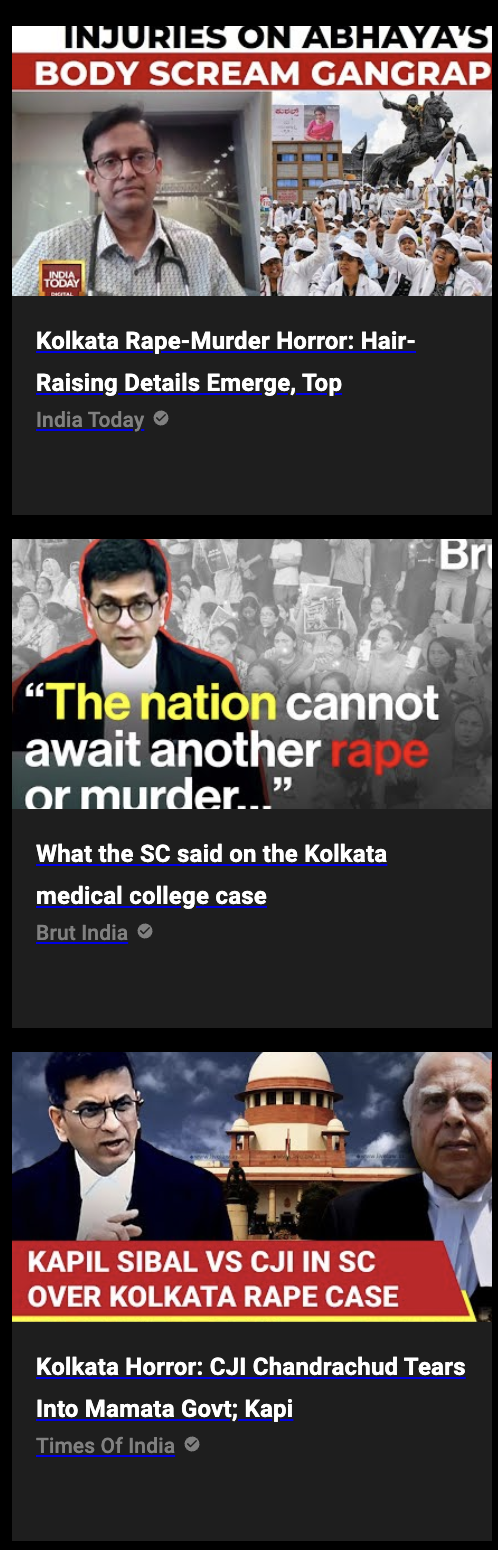 INJURIES ON ABHAYA'S
BODY SCREAM GANGRAP
INDIA
TODAY
DIGITAL
Kolkata Rape-Murder Horror: Hair-
Raising Details Emerge, Top
India Today
Bru
“The nation cannot
await another rape
or murder...”
What the SC said on the Kolkata
medical college case
Brut India
KAPIL SIBAL VS CJI IN SC
OVER KOLKATA RAPE CASE
Kolkata Horror: CJI Chandrachud Tears
Into Mamata Govt; Kapi
Times Of India